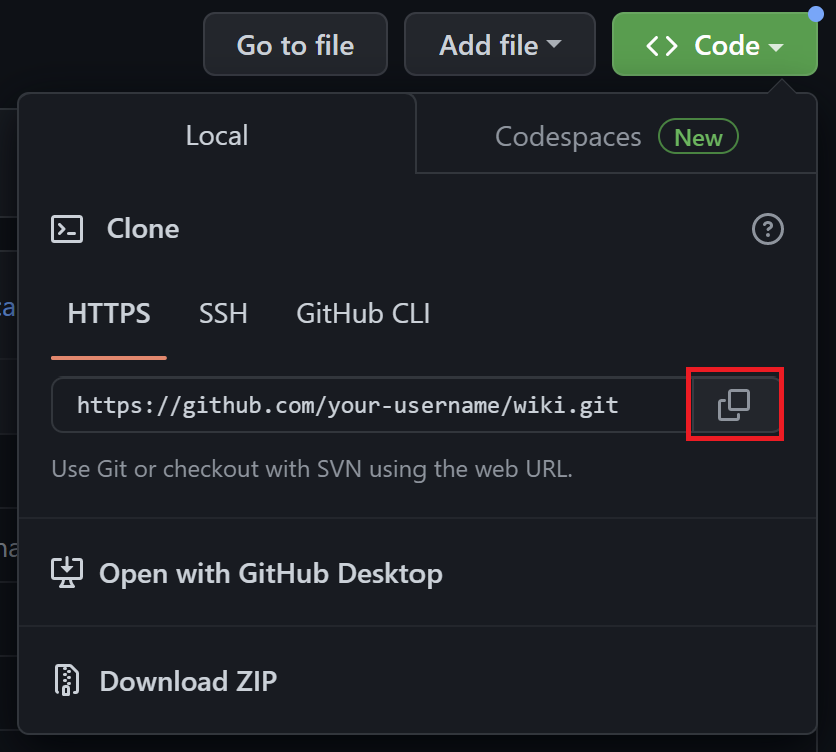 Go to file Add file Code
Local Codespaces New
Clone
HTTPS SSH GitHub CLI
https://github.com/your-username/wiki.git
Use Git or checkout with SVN using the web URL.
Open with GitHub Desktop
Download ZIP